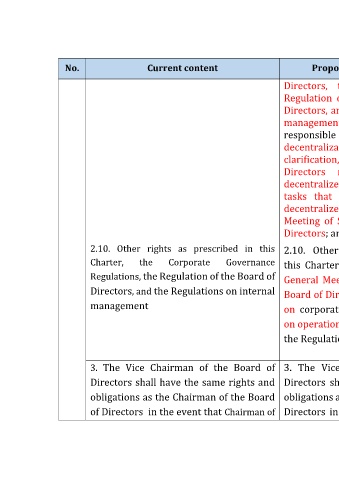 No.
Current content
Propo
Directors, t
Regulation o
Directors, an
managemen
responsible
decentraliza
clarification,
Directors
decentralize
tasks that
decentralize
Meeting of S
Directors; an
2.10. Other rights as prescribed in this
Charter, the Corporate Governance
Regulations, the Regulation of the Board of
Directors, and the Regulations on internal
management
2.10. Other
this Charter
General Mee
Board of Dir
on corporat
on operation
the Regulatio
3. The Vice Chairman of the Board of
Directors shall have the same rights and
obligations as the Chairman of the Board
of Directors in the event that Chairman of
3. The Vice
Directors sh
obligations a
Directors in